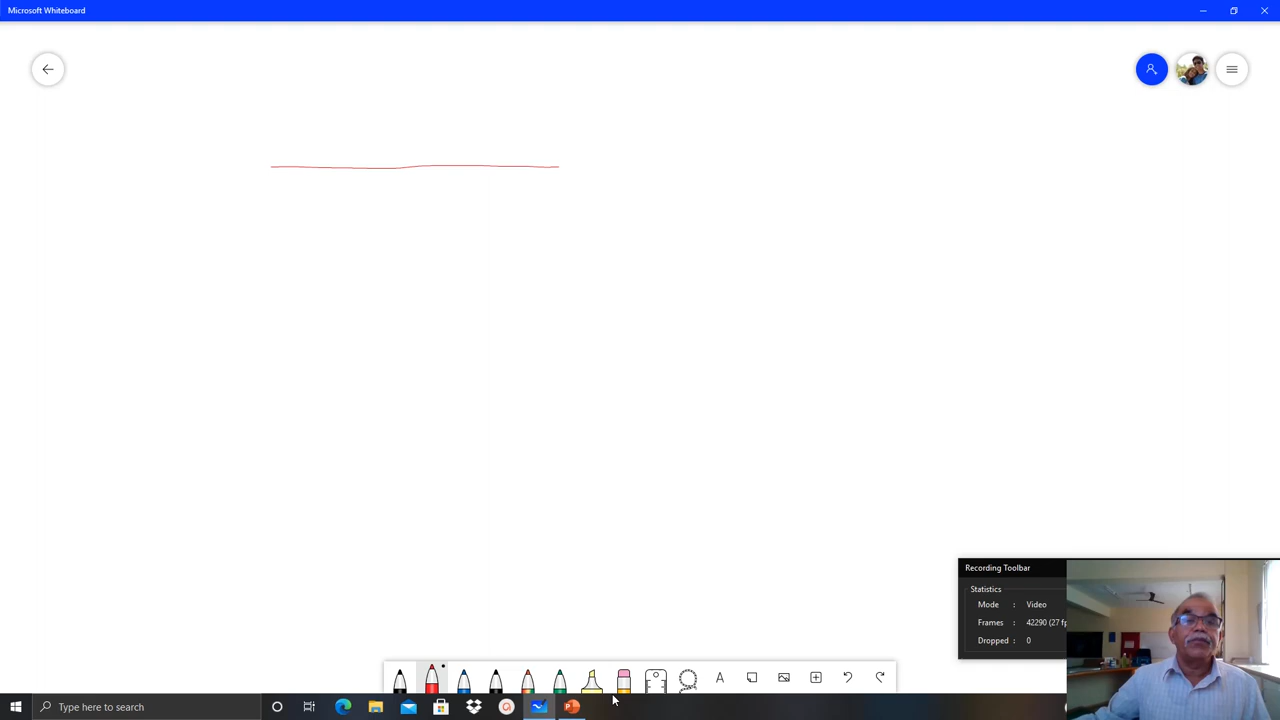 Microsoft Whiteboard
Recording Toolbar
Statistics
Mode : Video
Frames : 42290 (27 fp
Dropped : 0
A
Type here to search